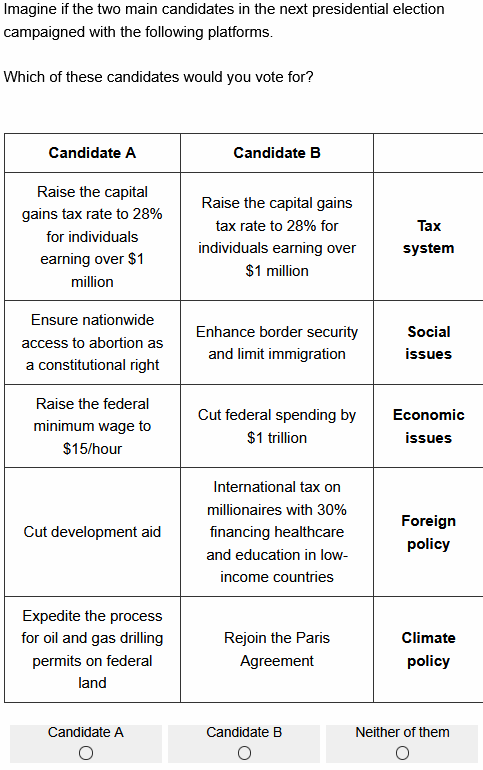 Imagine if the two main candidates in the next presidential election
campaigned with the following platforms.
Which of these candidates would you vote for?
Candidate A
Candidate B
Raise the capital
gains tax rate to 28%
for individuals
earning over $1
million
Raise the capital gains
tax rate to 28% for
individuals earning over
$1 million
Tax
system
Ensure nationwide
access to abortion as
a constitutional right
Enhance border security
and limit immigration
Social
issues
Raise the federal
minimum wage to
$15/hour
Cut federal spending by
$1 trillion
Economic
issues
Cut development aid
International tax on
millionaires with 30%
financing healthcare
and education in low-
income countries
Foreign
policy
Expedite the process
for oil and gas drilling
permits on federal
land
Rejoin the Paris
Agreement
Climate
policy
Candidate A
Candidate B
Neither of them